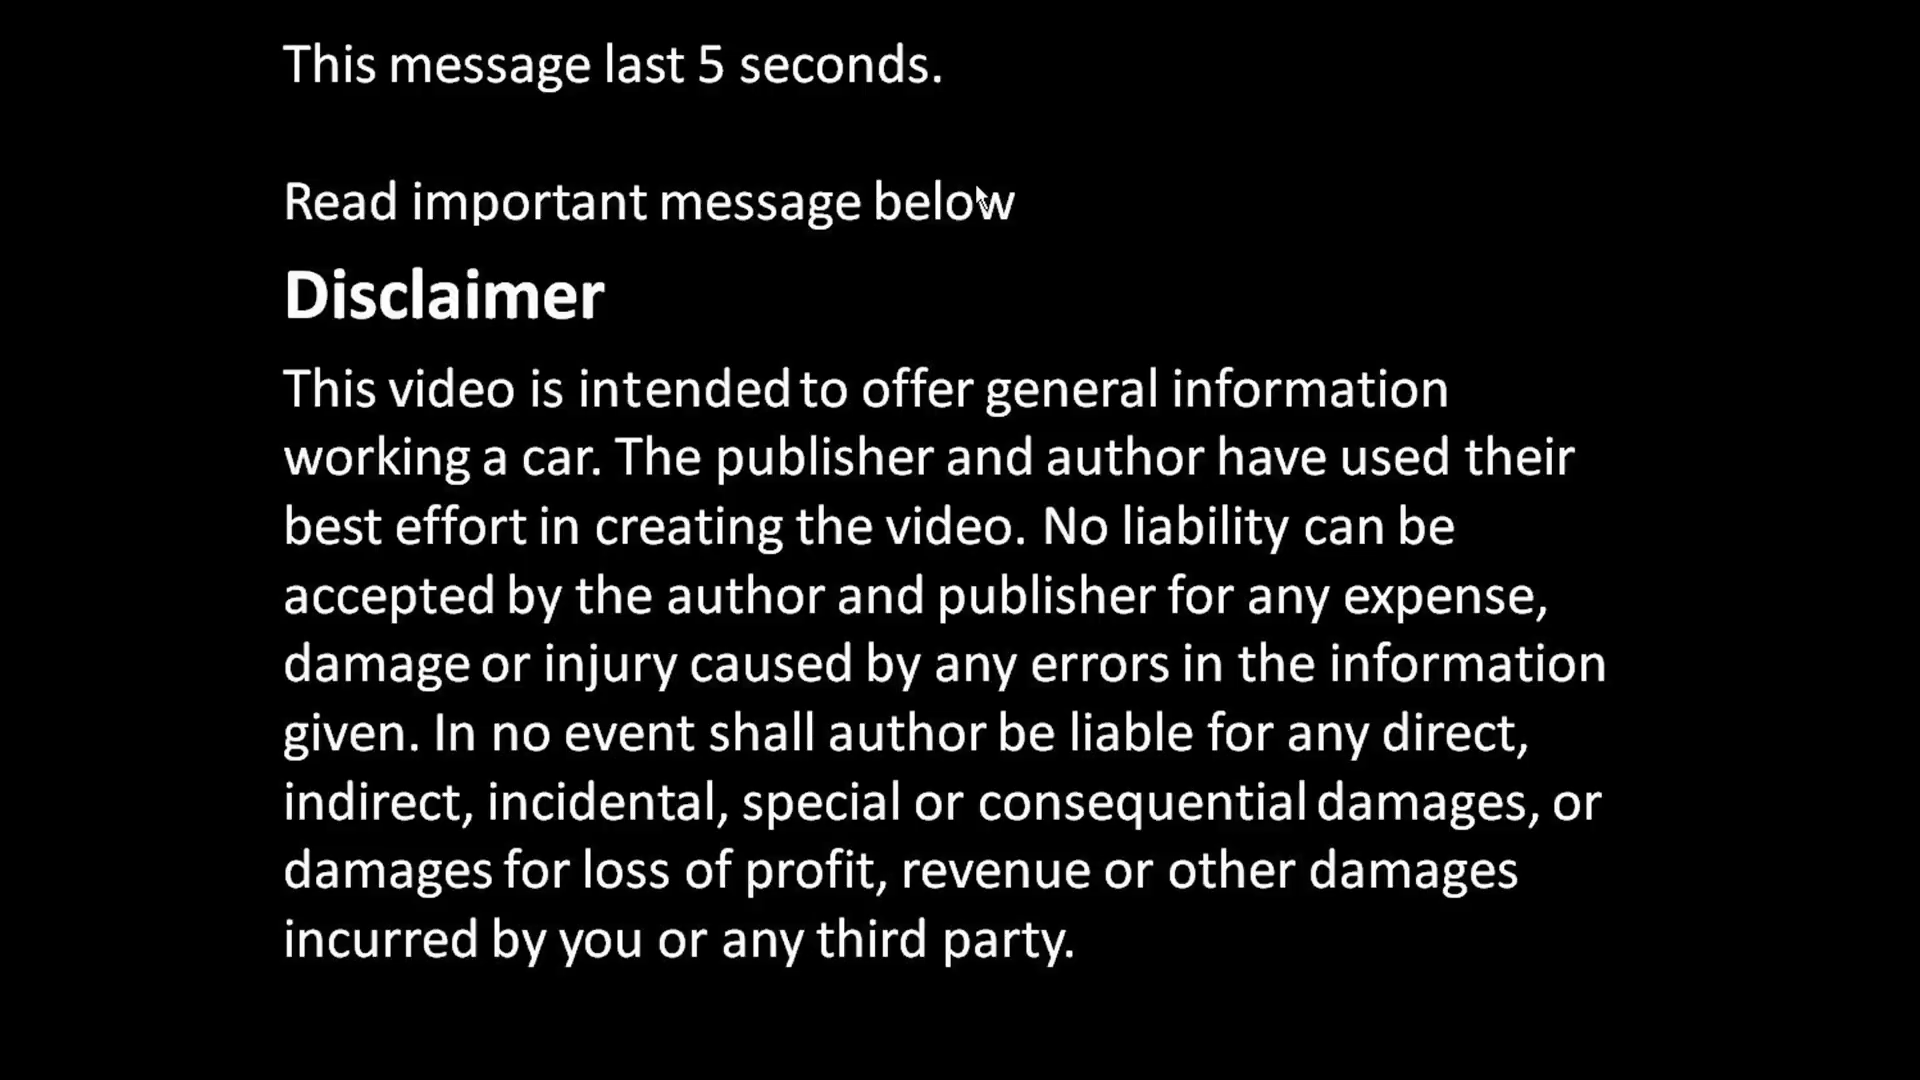 This message last 5 seconds.
Read important message below
Disclaimer
This video is intended to offer general information
working a car. The publisher and author have used their
best effort in creating the video. No liability can be
accepted by the author and publisher for any expense,
damage or injury caused by any errors in the information
given. In no event shall author be liable for any direct,
indirect, incidental, special or consequential damages, or
damages for loss of profit, revenue or other damages
incurred by you or any third party.